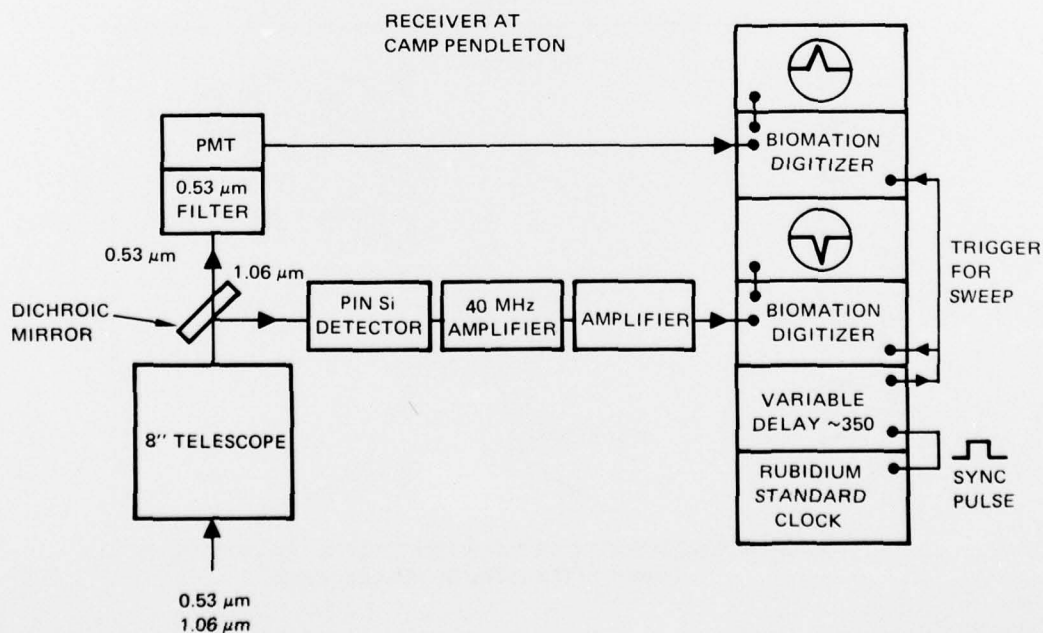 RECEIVER AT
CAMP PENDLETON
PMT
0.53 μm
FILTER
0.53 μm
1.06 μm
DICHROIC
MIRROR
PIN Si
DETECTOR
40 MHz
AMPLIFIER
AMPLIFIER
8" TELESCOPE
0.53 μm
1.06 μm
BIOMATION
DIGITIZER
BIOMATION
DIGITIZER
VARIABLE
DELAY ~350
RUBIDIUM
STANDARD
CLOCK
TRIGGER
FOR
SWEEP
SYNC
PULSE